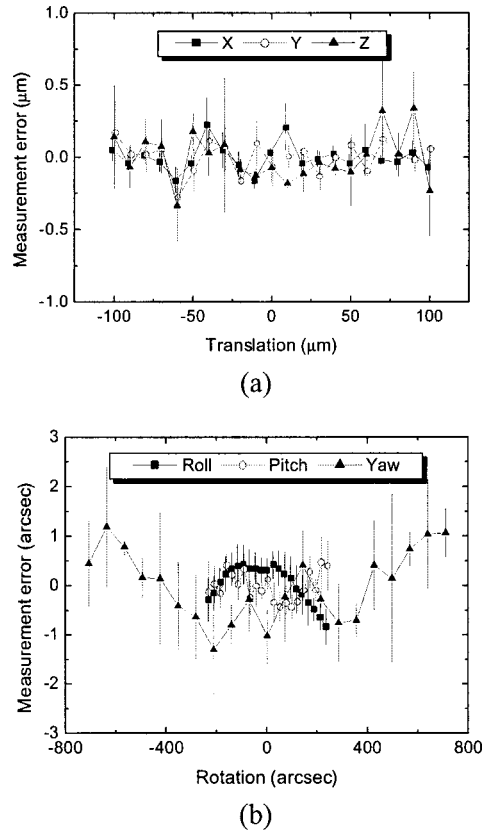 1.0
X Y Z
0.5
0.0
-0.5
-1.0
Measurement error (μm)
-100 -50 0 50 100
Translation (μm)
(a)
3
Roll Pitch Yaw
2
1
0
-1
-2
-3
Measurement error (arcsec)
-800 -400 0 400 800
Rotation (arcsec)
(b)